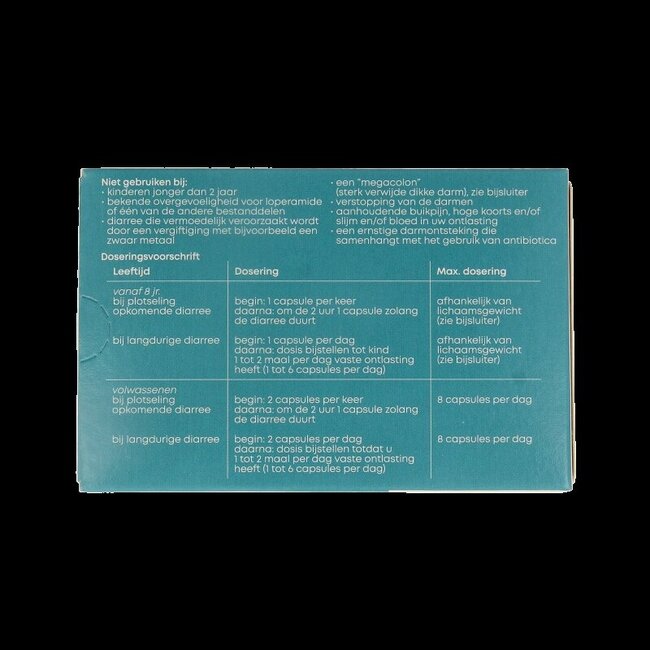 Niet gebruiken bij:
• kinderen jonger dan 2 jaar
• bekende overgevoeligheid voor loperamide
of één van de andere bestanddelen
• diarree die vermoedelijk veroorzaakt wordt
door een vergiftiging met bijvoorbeeld een
zwaar metaal
• een "megacolon"
(sterk verwijde dikke darm), zie bijsluiter
• verstopping van de darmen
• aanhoudende buikpijn, hoge koorts en/of
slijm en/of bloed in uw ontlasting
• een ernstige darmontsteking die
samenhangt met het gebruik van antibiotica
Doseringsvoorschrift
Leeftijd Dosering Max. dosering
vanaf 8 jr.
bij plotseling begin: 1 capsule per keer afhankelijk van
opkomende diarree daarna: om de 2 uur 1 capsule zolang lichaamsgewicht
de diarree duurt (zie bijsluiter)
bij langdurige diarree begin: 1 capsule per dag afhankelijk van
daarna: dosis bijstellen tot kind lichaamsgewicht
1 tot 2 maal per dag vaste ontlasting (zie bijsluiter)
heeft (1 tot 6 capsules per dag)
volwassenen
bij plotseling begin: 2 capsules per keer 8 capsules per dag
opkomende diarree daarna: om de 2 uur 1 capsule zolang
de diarree duurt
bij langdurige diarree begin: 2 capsules per dag 8 capsules per dag
daarna: dosis bijstellen totdat u
1 tot 2 maal per dag vaste ontlasting
heeft (1 tot 6 capsules per dag)